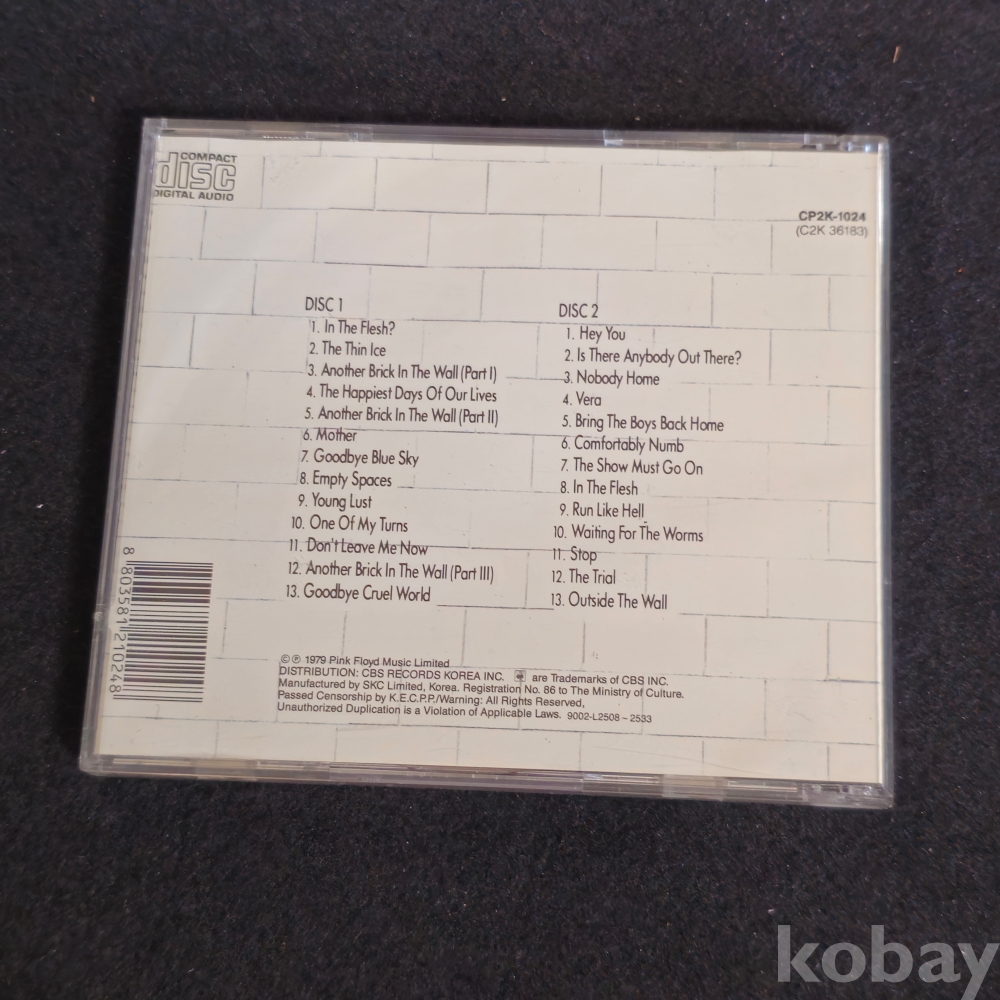 COMPACT
disc
DIGITAL AUDIO
CP2K-1024
(C2K 36183)
DISC 1
1. In The Flesh?
2. The Thin Ice
3. Another Brick In The Wall (Part I)
4. The Happiest Days Of Our Lives
5. Another Brick In The Wall (Part II)
6. Mother
7. Goodbye Blue Sky
8. Empty Spaces
9. Young Lust
10. One Of My Turns
11. Don't Leave Me Now
12. Another Brick In The Wall (Part III)
13. Goodbye Cruel World
DISC 2
1. Hey You
2. Is There Anybody Out There?
3. Nobody Home
4. Vera
5. Bring The Boys Back Home
6. Comfortably Numb
7. The Show Must Go On
8. In The Flesh
9. Run Like Hell
10. Waiting For The Worms
11. Stop
12. The Trial
13. Outside The Wall
8 803581 210248
© ℗ 1979 Pink Floyd Music Limited
DISTRIBUTION: CBS RECORDS KOREA INC. are Trademarks of CBS INC.
Manufactured by SKC Limited, Korea. Registration No. 86 to The Ministry of Culture.
Passed Censorship by K.E.C.P.P./Warning: All Rights Reserved,
Unauthorized Duplication is a Violation of Applicable Laws. 9002-L2508~2533
kobay